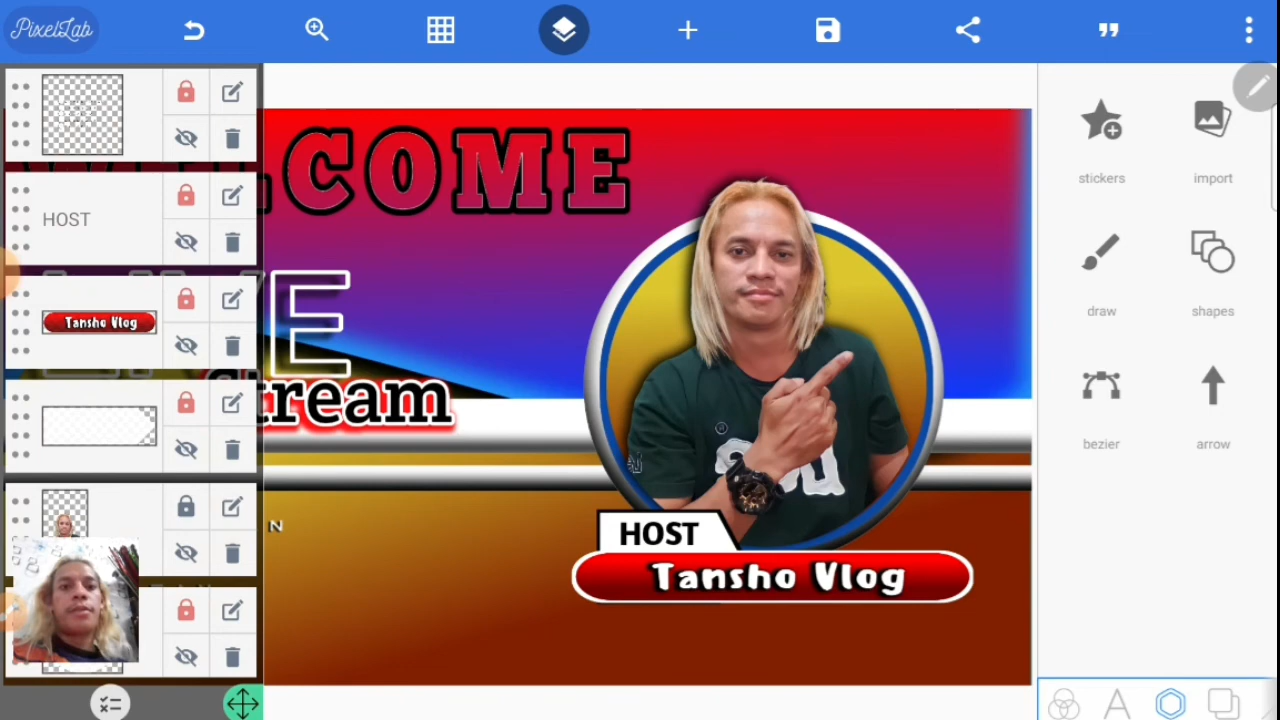 PixelLab
COME
HOST
E
Tansho Vlog
tream
N
HOST
Tansho Vlog
stickers
import
draw
shapes
bezier
arrow